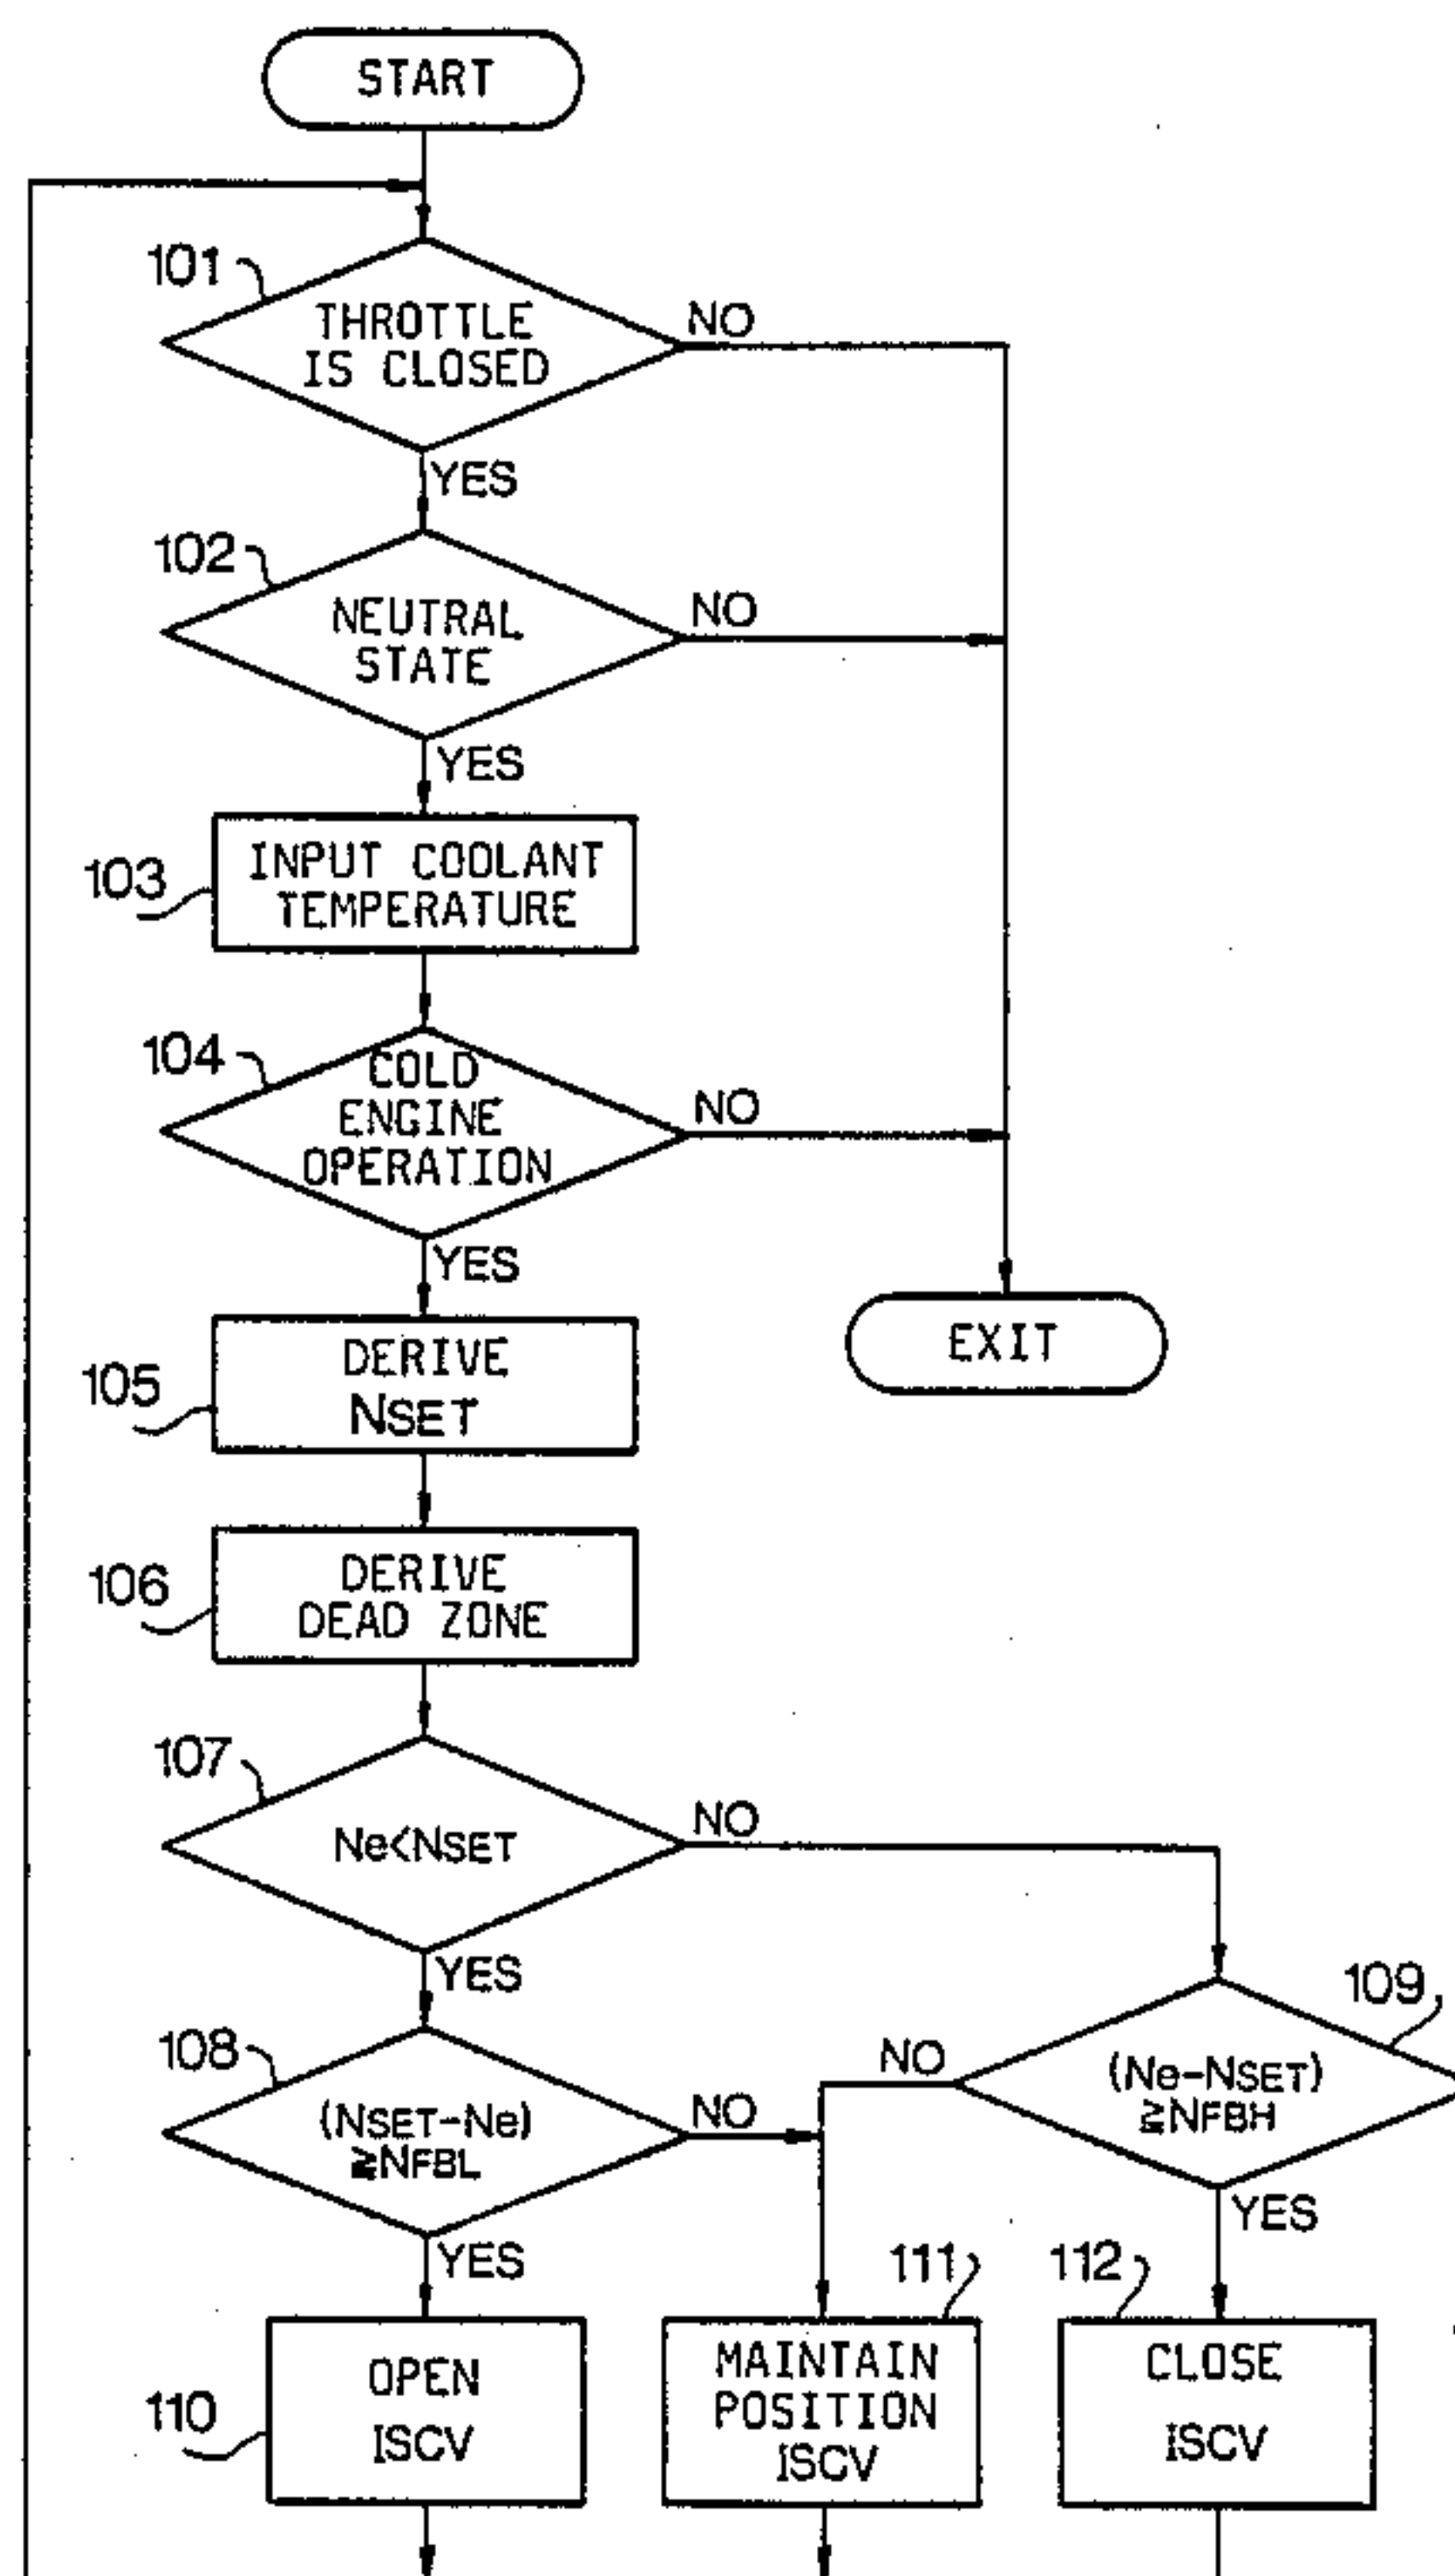 START
101
THROTTLE
IS CLOSED
NO
YES
102
NEUTRAL
STATE
NO
YES
103
INPUT COOLANT
TEMPERATURE
104
COLD
ENGINE
OPERATION
NO
YES
EXIT
105
DERIVE
NSET
106
DERIVE
DEAD ZONE
107
Ne<NSET
NO
YES
108
(NSET-Ne)
≧NFBL
NO
YES
109
(Ne-NSET)
≧NFBH
NO
YES
110
OPEN
ISCV
111
MAINTAIN
POSITION
ISCV
112
CLOSE
ISCV